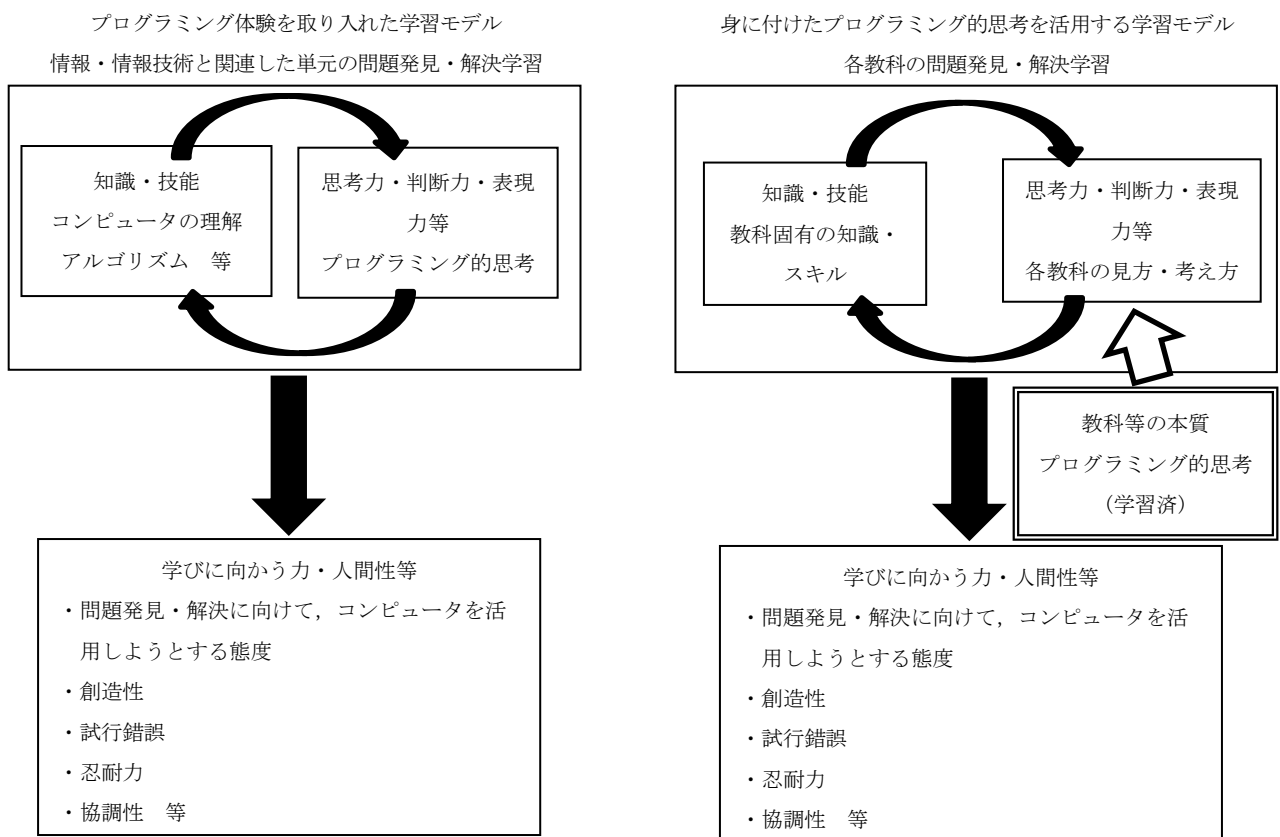 プログラミング体験を取り入れた学習モデル
情報・情報技術と関連した単元の問題発見・解決学習
知識・技能
コンピュータの理解
アルゴリズム　等
思考力・判断力・表現
力等
プログラミング的思考
学びに向かう力・人間性等
・問題発見・解決に向けて，コンピュータを活
用しようとする態度
・創造性
・試行錯誤
・忍耐力
・協調性　等
身に付けたプログラミング的思考を活用する学習モデル
各教科の問題発見・解決学習
知識・技能
教科固有の知識・
スキル
思考力・判断力・表現
力等
各教科の見方・考え方
教科等の本質
プログラミング的思考
（学習済）
学びに向かう力・人間性等
・問題発見・解決に向けて，コンピュータを活
用しようとする態度
・創造性
・試行錯誤
・忍耐力
・協調性　等